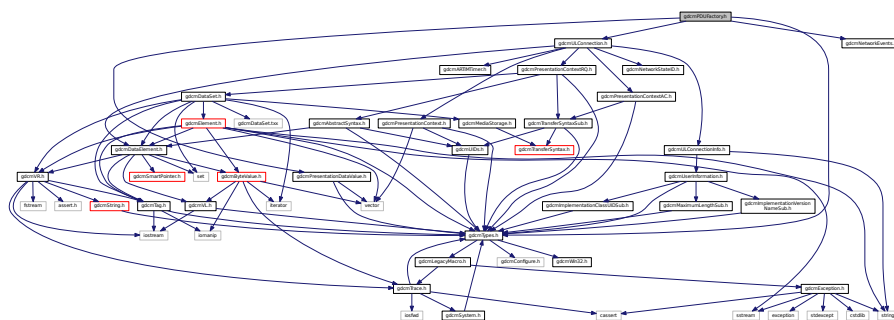 gdcmPDUFactory.h
gdcmULConnection.h
gdcmNetworkEvents.h
gdcmARTIMTimer.h
gdcmPresentationContextRQ.h
gdcmNetworkStateID.h
gdcmDataSet.h
gdcmPresentationContextAC.h
gdcmElement.h
gdcmDataSet.txx
gdcmAbstractSyntax.h
gdcmPresentationContext.h
gdcmMediaStorage.h
gdcmTransferSyntaxSub.h
gdcmDataElement.h
gdcmUIDs.h
gdcmTransferSyntax.h
gdcmULConnectionInfo.h
gdcmVR.h
gdcmSmartPointer.h
set
gdcmByteValue.h
gdcmPresentationDataValue.h
gdcmUserInformation.h
fstream
assert.h
gdcmString.h
gdcmTag.h
gdcmVL.h
iterator
vector
gdcmImplementationClassUIDSub.h
gdcmMaximumLengthSub.h
gdcmImplementationVersion
NameSub.h
iostream
iomanip
gdcmTypes.h
gdcmLegacyMacro.h
gdcmConfigure.h
gdcmWin32.h
gdcmTrace.h
gdcmException.h
iosfwd
gdcmSystem.h
cassert
sstream
exception
stdexcept
cstdlib
string